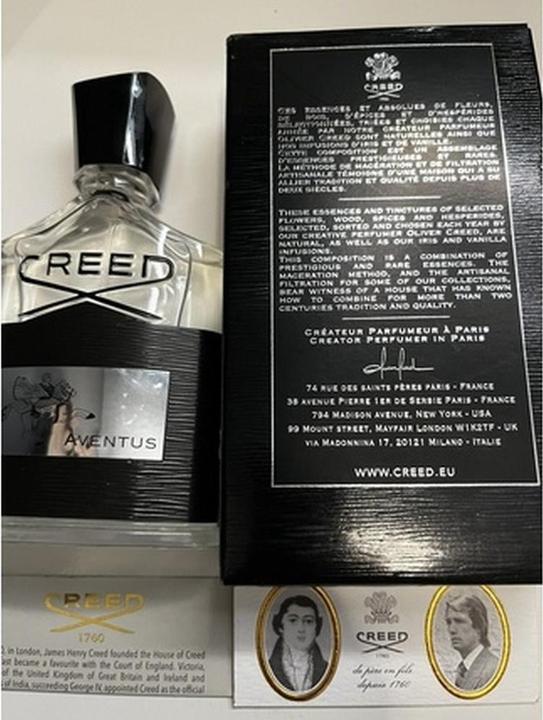 CREED
AVENTUS
CREED
1760
CES ESSENCES ET ABSOLUES DE FLEURS,
DE BOIS, D'ÉPICES ET D'HESPÉRIDES
SÉLECTIONNÉES, TRIÉES ET CHOISIES CHAQUE
ANNÉE PAR NOTRE CRÉATEUR PARFUMEUR
OLIVIER CREED SONT NATURELLES AINSI QUE
NOS INFUSIONS D'IRIS ET DE VANILLE.
CETTE COMPOSITION EST UN ASSEMBLAGE
D'ESSENCES PRESTIGIEUSES ET RARES.
LA MÉTHODE DE MACÉRATION ET DE FILTRATION
ARTISANALE TÉMOIGNE D'UNE MAISON QUI A SU
ALLIER TRADITION ET QUALITÉ DEPUIS PLUS DE
DEUX SIÈCLES.
THESE ESSENCES AND TINCTURES OF SELECTED
FLOWERS, WOOD, SPICES AND HESPERIDES,
SELECTED, SORTED AND CHOSEN EACH YEAR BY
OUR CREATIVE PERFUMER OLIVER CREED, ARE
NATURAL, AS WELL AS OUR IRIS AND VANILLA
INFUSIONS.
THIS COMPOSITION IS A COMBINATION OF
PRESTIGIOUS AND RARE ESSENCES. THE
MACERATION METHOD, AND THE ARTISANAL
FILTRATION FOR SOME OF OUR COLLECTIONS,
BEAR WITNESS OF A HOUSE THAT HAS KNOWN
HOW TO COMBINE FOR MORE THAN TWO
CENTURIES TRADITION AND QUALITY.
CRÉATEUR PARFUMEUR À PARIS
CREATOR PERFUMER IN PARIS
74 RUE DES SAINTS PÈRES PARIS - FRANCE
38 AVENUE PIERRE 1ER DE SERBIE PARIS - FRANCE
794 MADISON AVENUE, NEW YORK - USA
99 MOUNT STREET, MAYFAIR LONDON W1K2TF - UK
VIA MADONNINA 17, 20121 MILANO - ITALIE
WWW.CREED.EU
CREED
1760
0, in London, James Henry Creed founded the House of Creed
ast became a favourite with the Court of England. Victoria,
of the United Kingdom of Great Britain and Ireland and
s of India, succeeding George IV, appointed Creed as the official
CREED
1760
de père en fils
depuis 1760